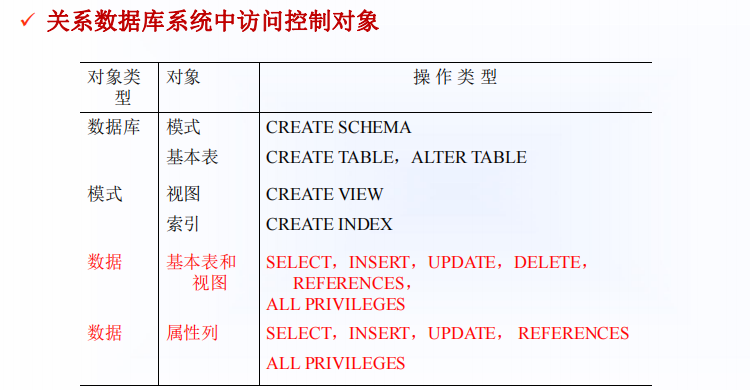 ✓ 关系数据库系统中访问控制对象
对象类型 对象 操 作 类 型
数据库 模式 CREATE SCHEMA
基本表 CREATE TABLE，ALTER TABLE
模式 视图 CREATE VIEW
索引 CREATE INDEX
数据 基本表和视图 SELECT，INSERT，UPDATE，DELETE，
REFERENCES，
ALL PRIVILEGES
数据 属性列 SELECT，INSERT，UPDATE， REFERENCES
ALL PRIVILEGES